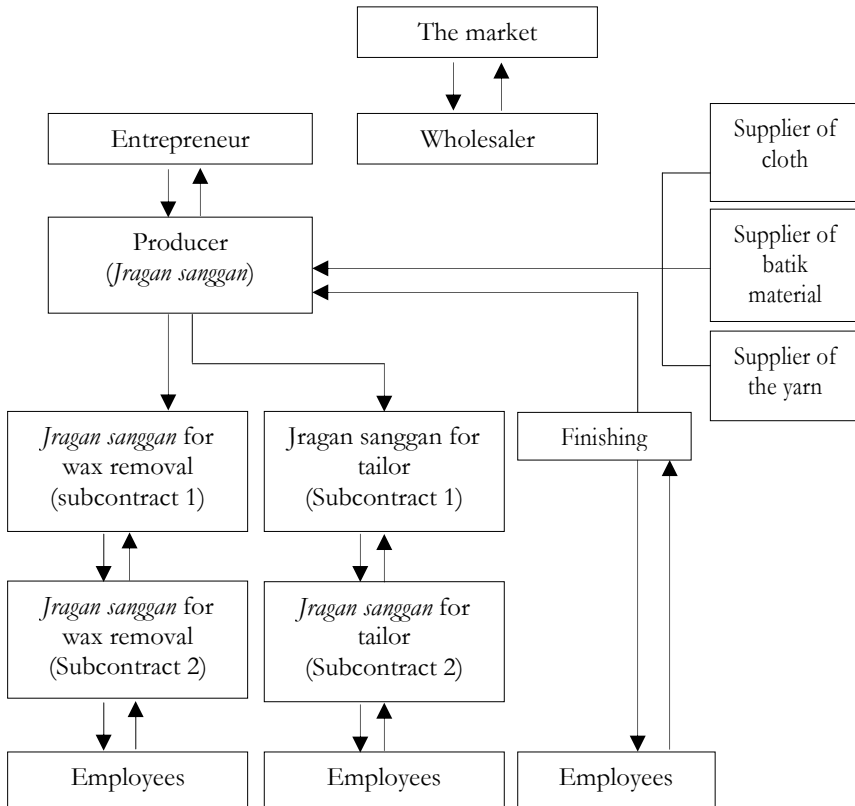 The market
Entrepreneur
Wholesaler
Supplier of
cloth
Producer
(Jragan sanggan)
Supplier of
batik
material
Supplier of
the yarn
Jragan sanggan for
wax removal
(subcontract 1)
Jragan sanggan for
tailor
(Subcontract 1)
Finishing
Jragan sanggan for
wax removal
(Subcontract 2)
Jragan sanggan for
tailor
(Subcontract 2)
Employees
Employees
Employees